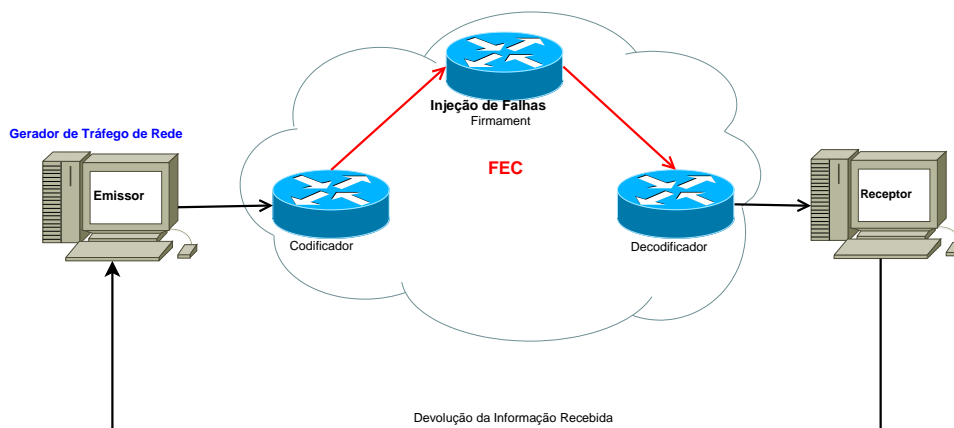 Injeção de Falhas
Firmament
Gerador de Tráfego de Rede
FEC
Emissor
Receptor
Codificador
Decodificador
Devolução da Informação Recebida